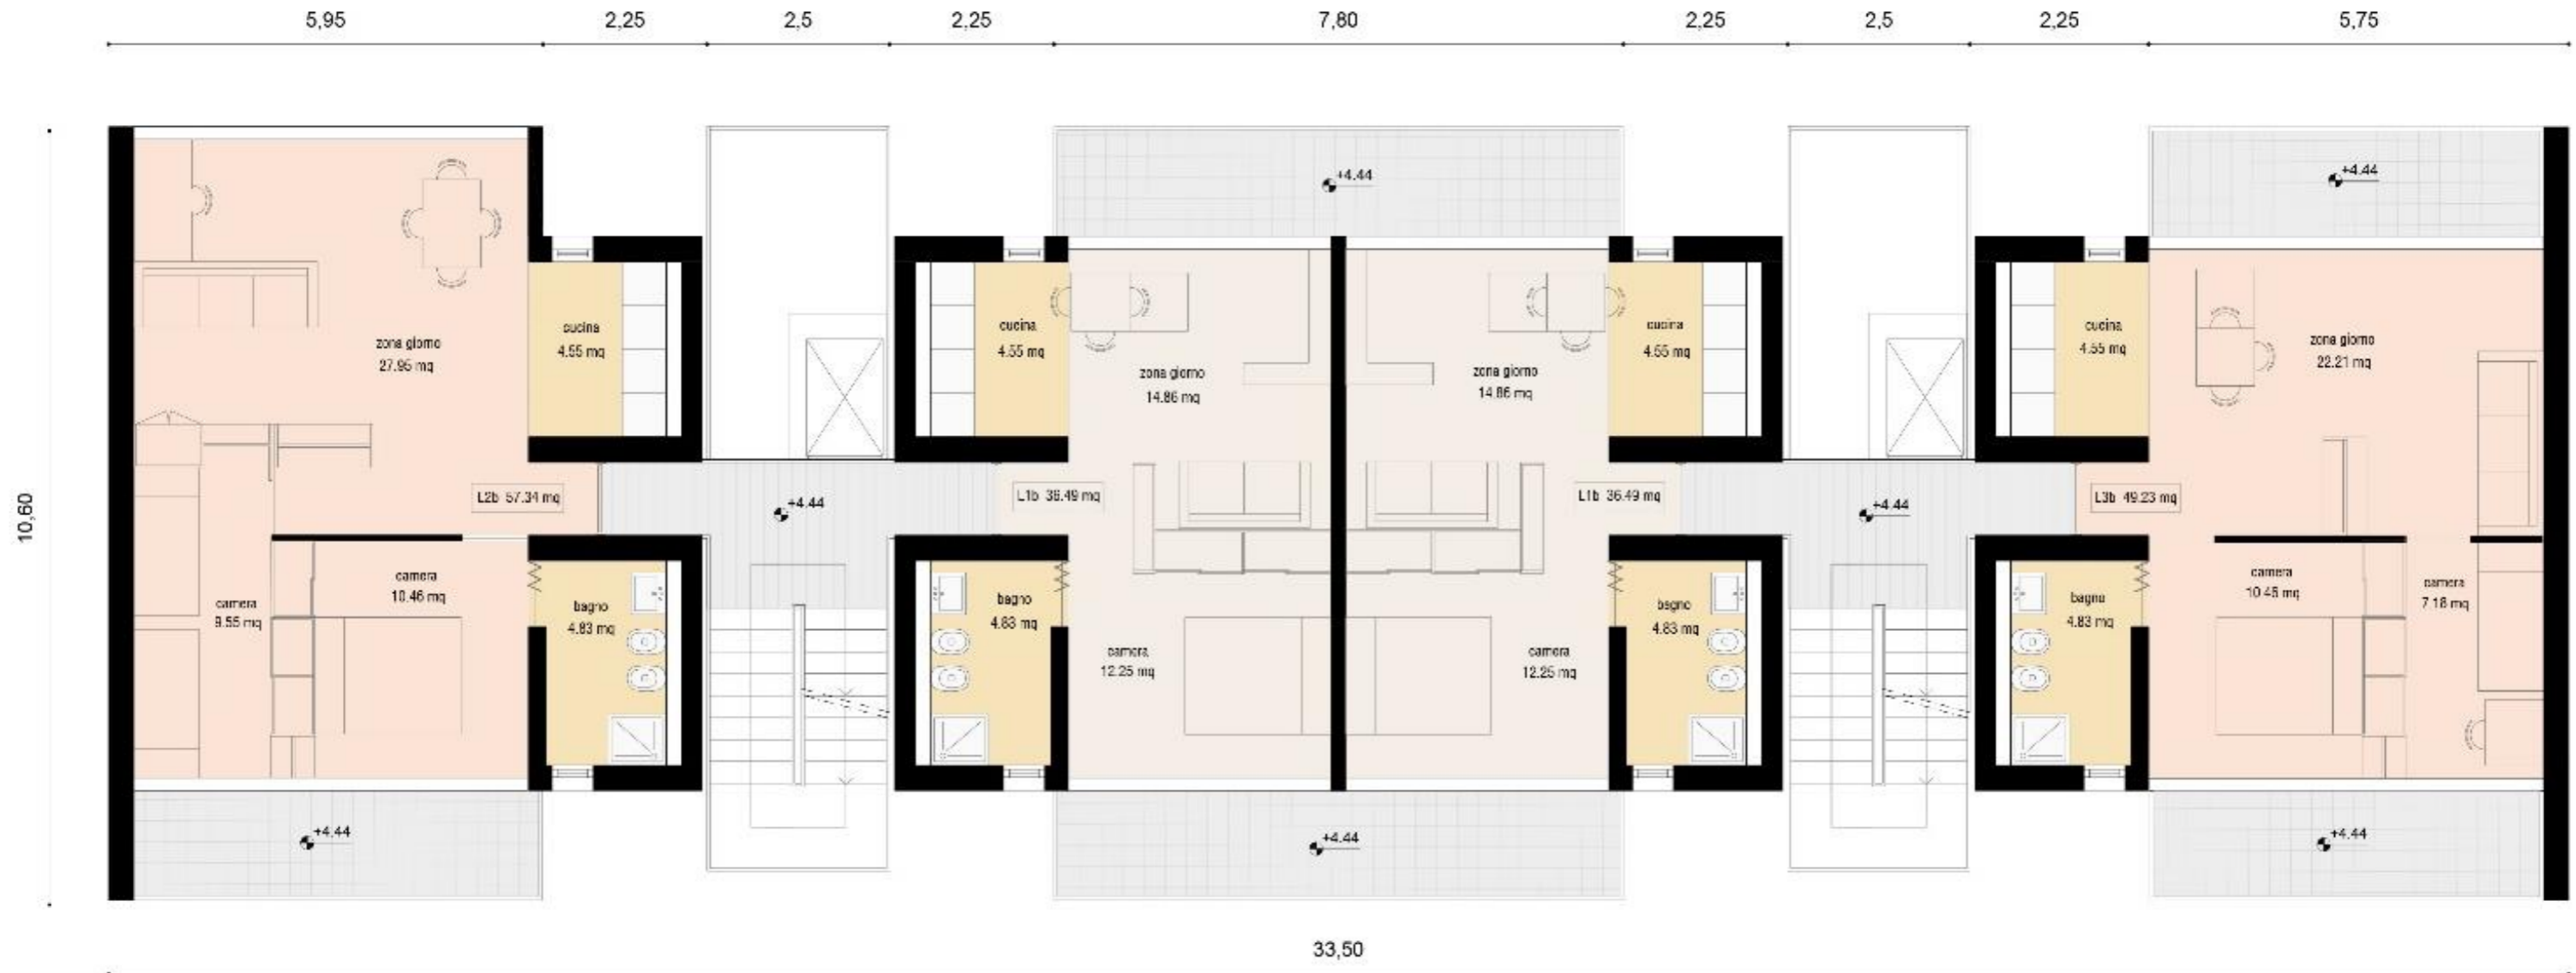 5,95
2,25
2,5
2,25
7,80
2,25
2,5
2,25
5,75
10,60
+4.44
+4.44
zona giorno
27.95 mq
cucina
4.55 mq
cucina
4.55 mq
zona giorno
14.86 mq
zona giorno
14.86 mq
cucina
4.55 mq
cucina
4.55 mq
zona giorno
22.21 mq
L2b 57.34 mq
+4.44
L1b 36.49 mq
L1b 36.49 mq
+4.44
L3b 49.23 mq
camera
9.55 mq
camera
10.46 mq
bagno
4.83 mq
bagno
4.83 mq
camera
12.25 mq
camera
12.25 mq
bagno
4.83 mq
bagno
4.83 mq
camera
10.46 mq
camera
7.18 mq
+4.44
+4.44
+4.44
33,50